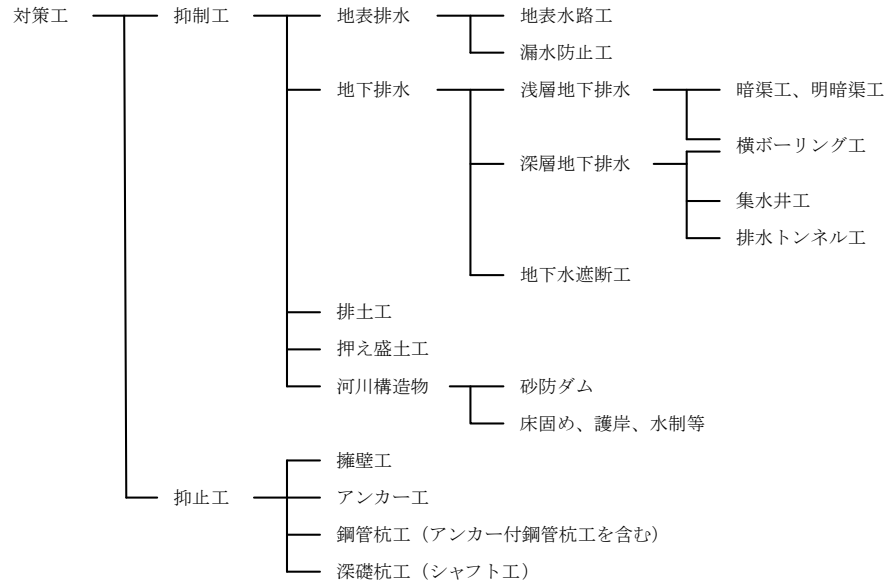 対策工 抑制工 地表排水 地表水路工
漏水防止工
地下排水 浅層地下排水 暗渠工、明暗渠工
横ボーリング工
深層地下排水
集水井工
排水トンネル工
地下水遮断工
排土工
押え盛土工
河川構造物 砂防ダム
床固め、護岸、水制等
擁壁工
抑止工 アンカー工
鋼管杭工（アンカー付鋼管杭工を含む）
深礎杭工（シャフト工）